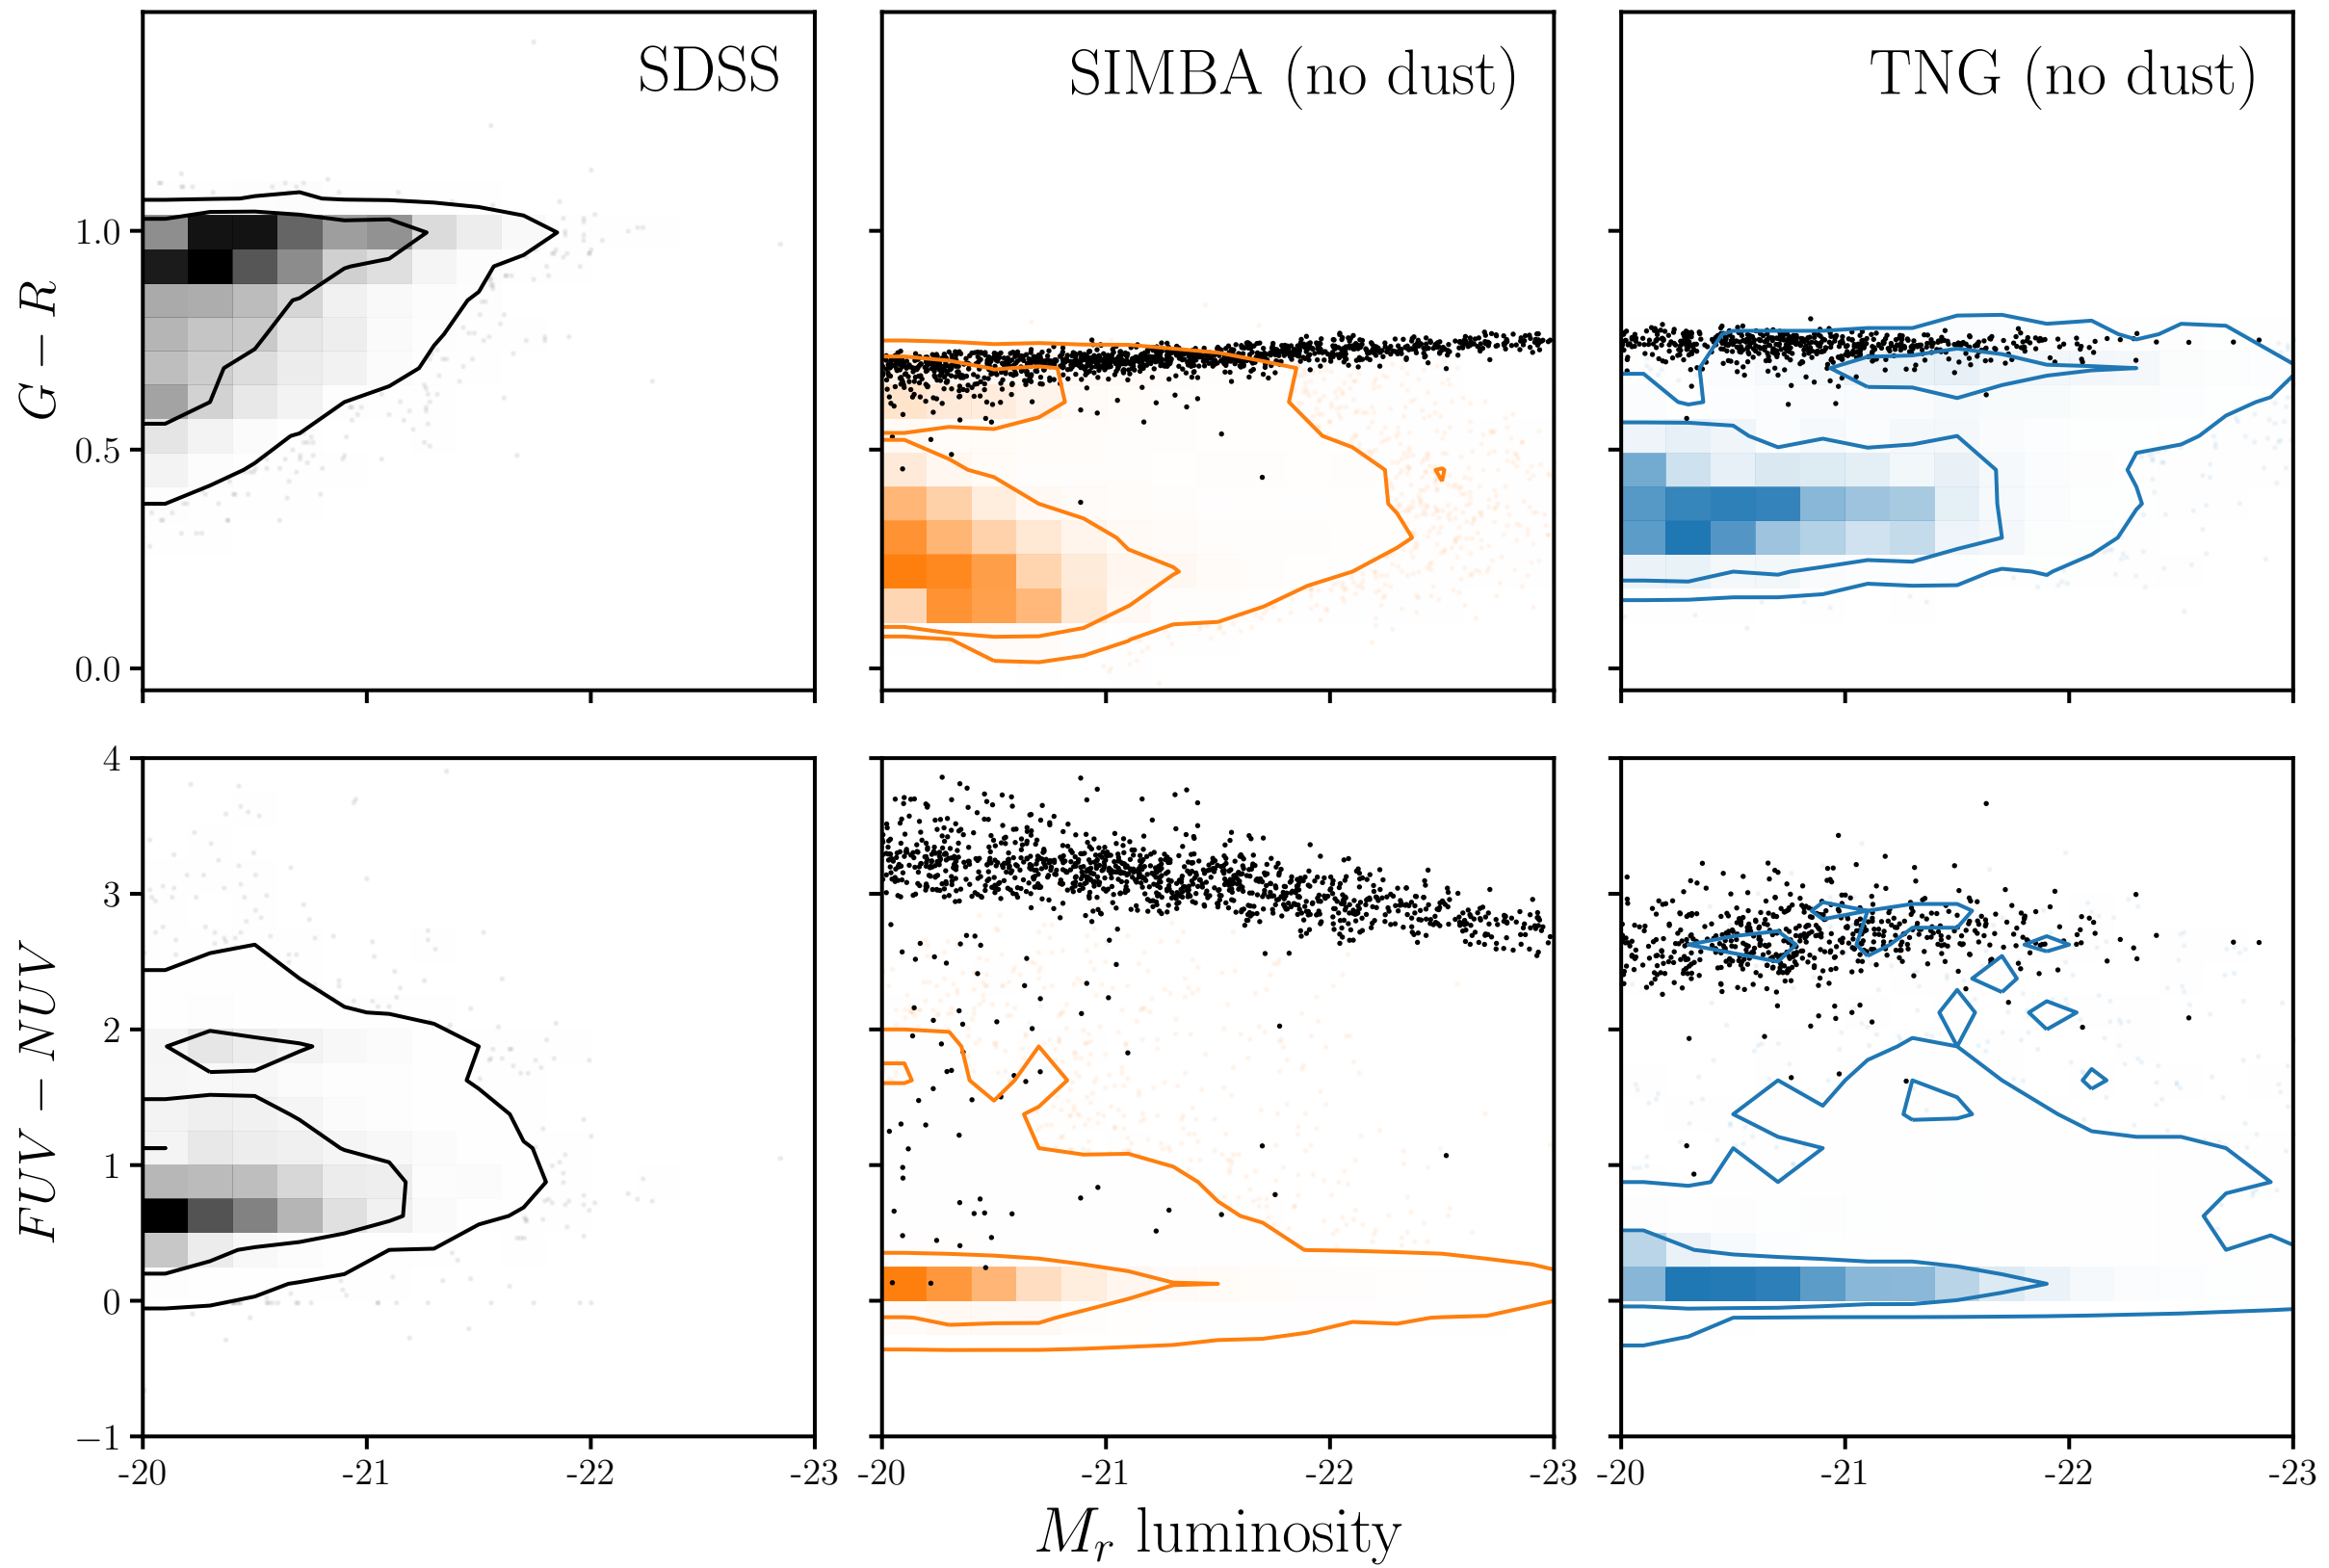 SDSS
SIMBA (no dust)
TNG (no dust)
G − R
1.0
0.5
0.0
FUV − NUV
4
3
2
1
0
−1
-20 -21 -22 -23
-20 -21 -22 -23
-20 -21 -22 -23
M_r luminosity